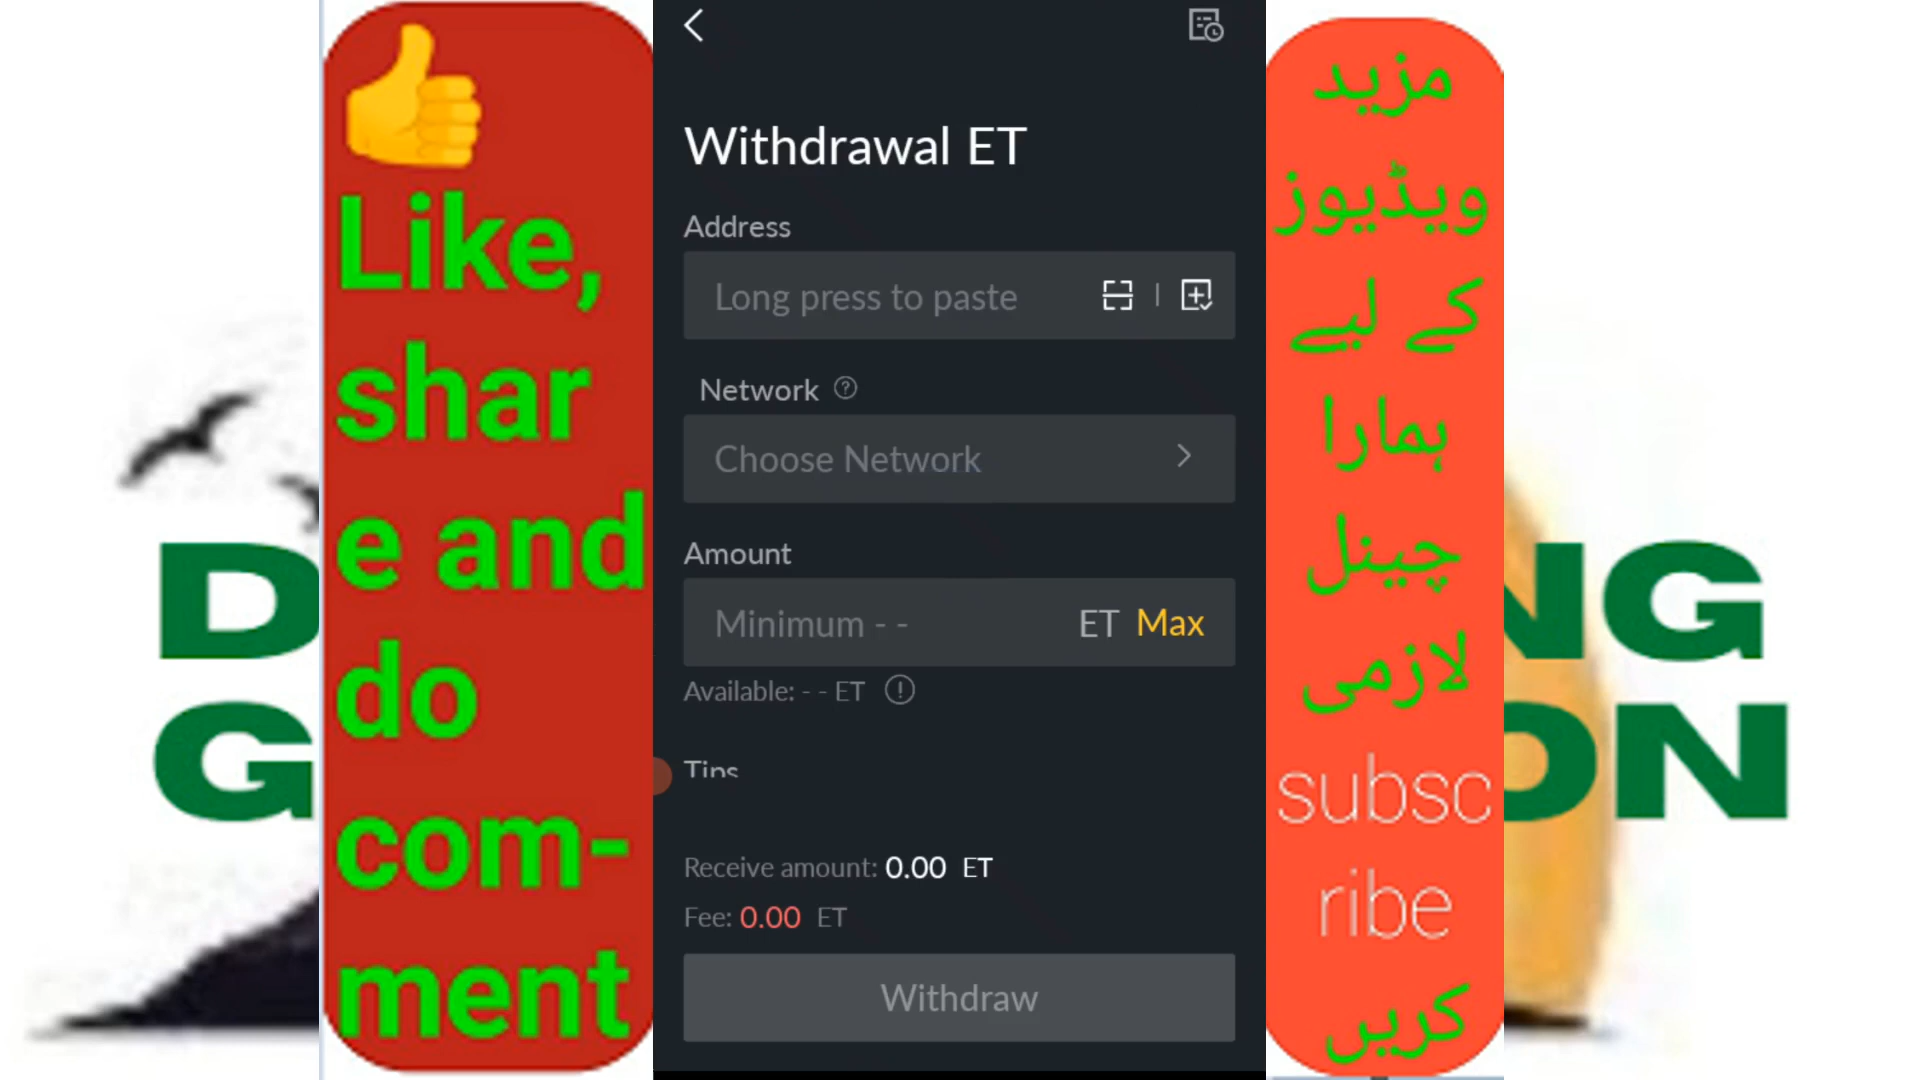 Like,
shar
e and
do
com-
ment
Withdrawal ET
Address
Long press to paste
Network
Choose Network
Amount
Minimum - - ET Max
Available: - - ET
Tips
Receive amount: 0.00 ET
Fee: 0.00 ET
Withdraw
مزید
ویڈیوز
کے لیے
ہمارا
چینل
لازمی
subsc
ribe
کریں
D
G
NG
ON